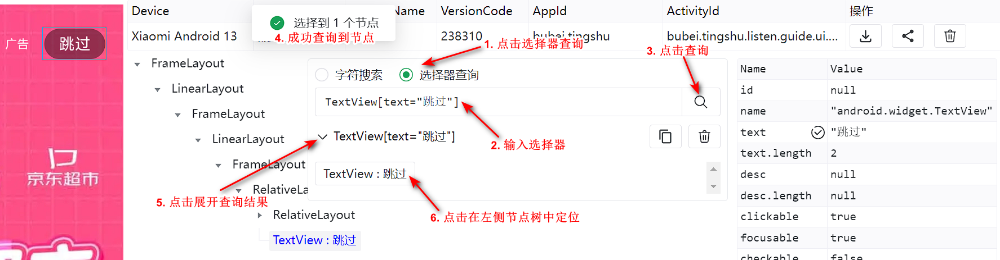 Device
Name
VersionCode
AppId
ActivityId
操作
选择到 1 个节点
Xiaomi Android 13
238310
bubei.tingshu
bubei.tingshu.listen.guide.ui....
4. 成功查询到节点
1. 点击选择器查询
3. 点击查询
广告
跳过
FrameLayout
LinearLayout
FrameLayout
LinearLayout
FrameLayout
RelativeLa
RelativeLayout
TextView : 跳过
字符搜索
选择器查询
TextView[text="跳过"]
2. 输入选择器
TextView[text="跳过"]
TextView : 跳过
5. 点击展开查询结果
6. 点击在左侧节点树中定位
京东超市
Name Value
id null
name "android.widget.TextView"
text "跳过"
text.length 2
desc null
desc.length null
clickable true
focusable true
checkable false